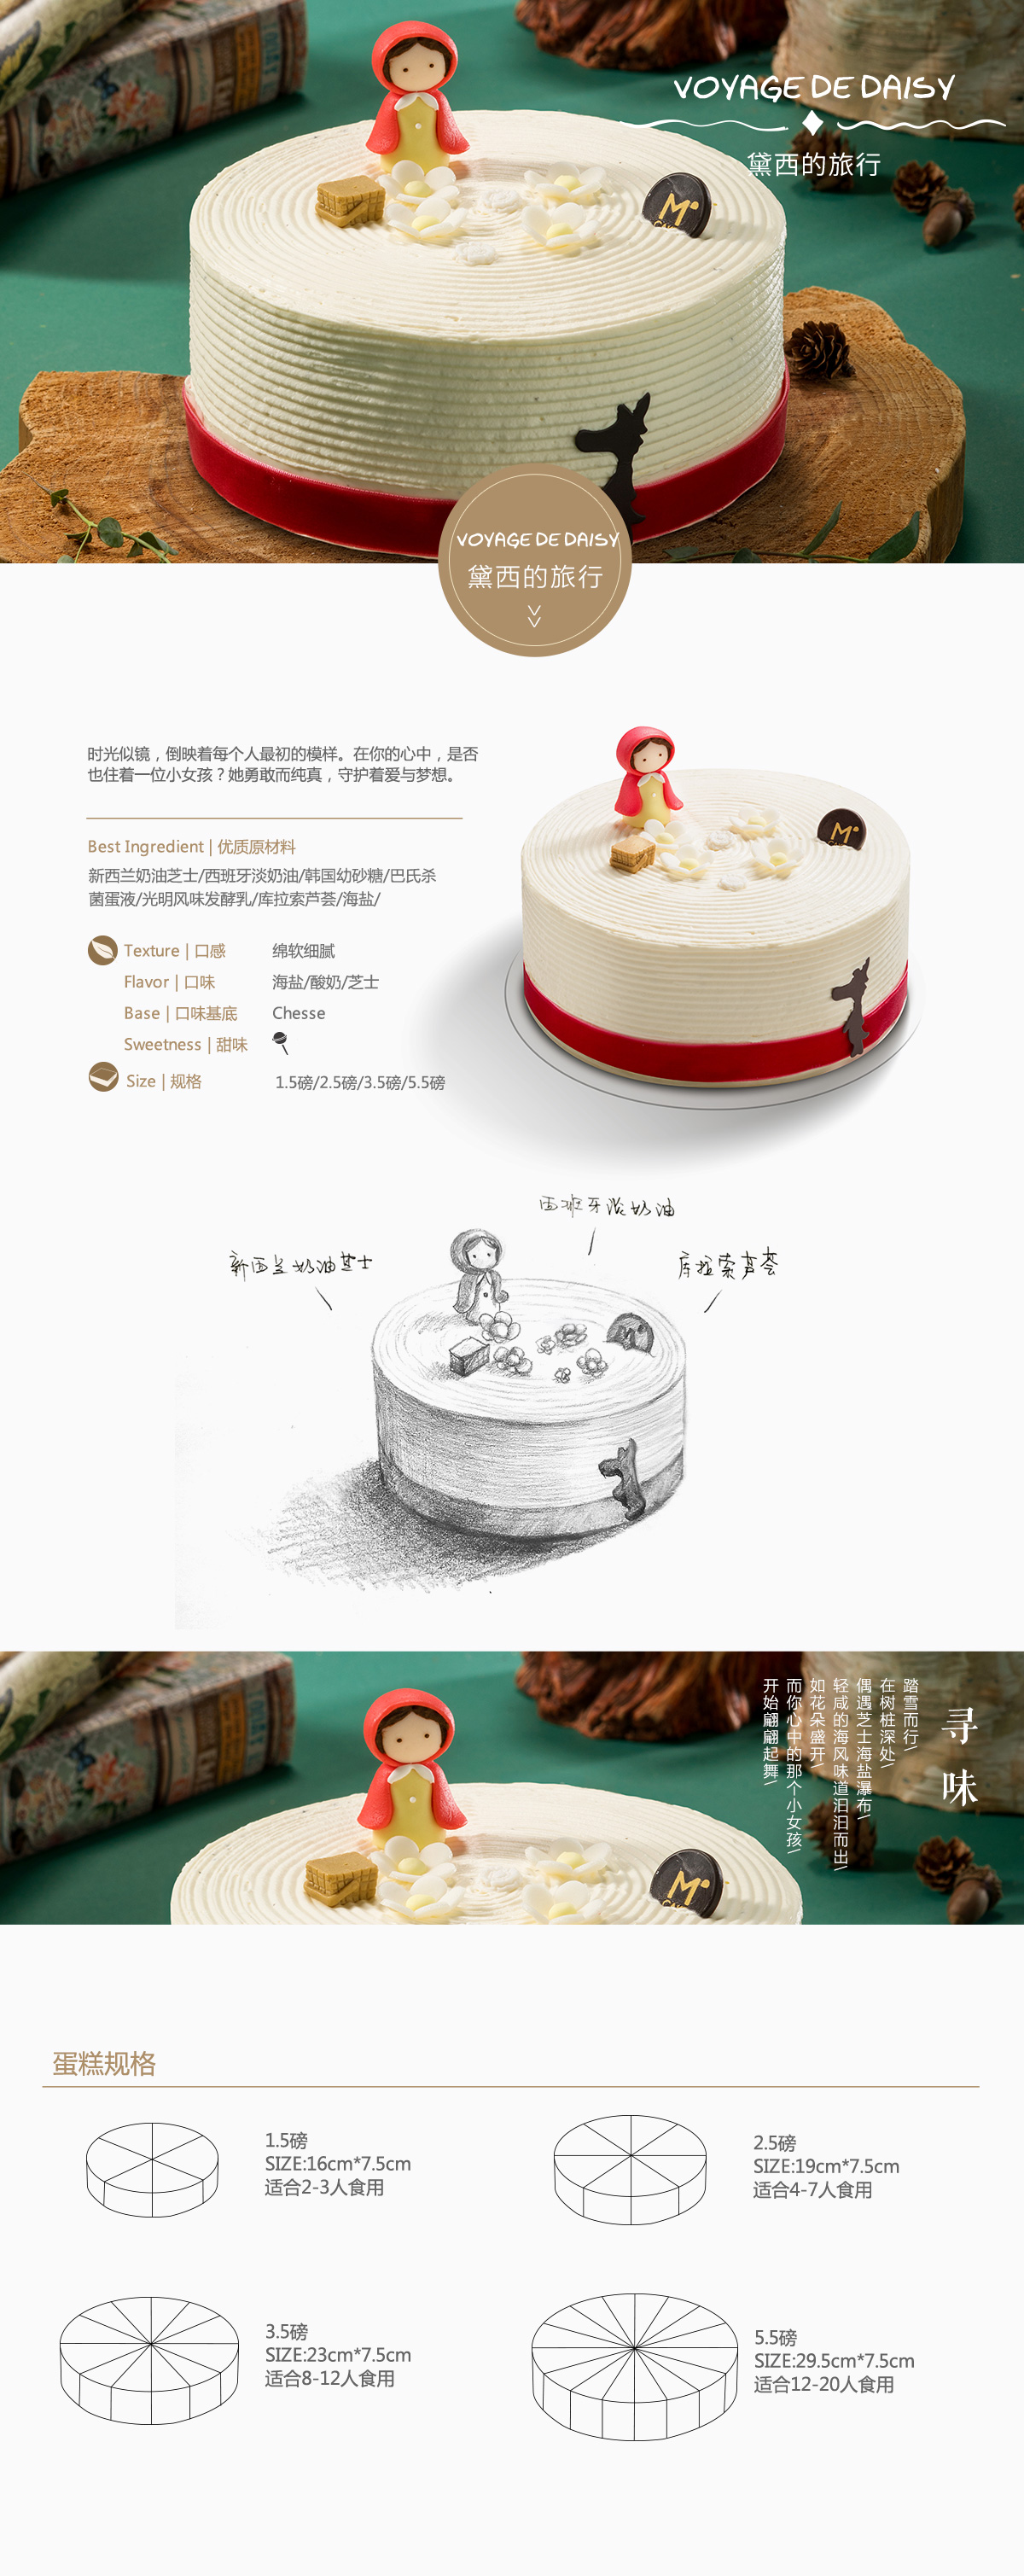 VOYAGE DE DAISY
黛西的旅行
M
VOYAGE DE DAISY
黛西的旅行
时光似镜，倒映着每个人最初的模样。在你的心中，是否
也住着一位小女孩？她勇敢而纯真，守护着爱与梦想。
Best Ingredient | 优质原材料
新西兰奶油芝士/西班牙淡奶油/韩国幼砂糖/巴氏杀
菌蛋液/光明风味发酵乳/库拉索芦荟/海盐/
Texture | 口感 绵软细腻
Flavor | 口味 海盐/酸奶/芝士
Base | 口味基底 Chesse
Sweetness | 甜味
Size | 规格 1.5磅/2.5磅/3.5磅/5.5磅
M
西班牙淡奶油
新西兰奶油芝士
库拉索芦荟
M
寻味
踏雪而行/
在树桩深处/
偶遇芝士海盐瀑布/
轻咸的海风味道汩汩而出/
如花朵盛开/
而你心中的那个小女孩/
开始翩翩起舞/
M
蛋糕规格
1.5磅
SIZE:16cm*7.5cm
适合2-3人食用
2.5磅
SIZE:19cm*7.5cm
适合4-7人食用
3.5磅
SIZE:23cm*7.5cm
适合8-12人食用
5.5磅
SIZE:29.5cm*7.5cm
适合12-20人食用